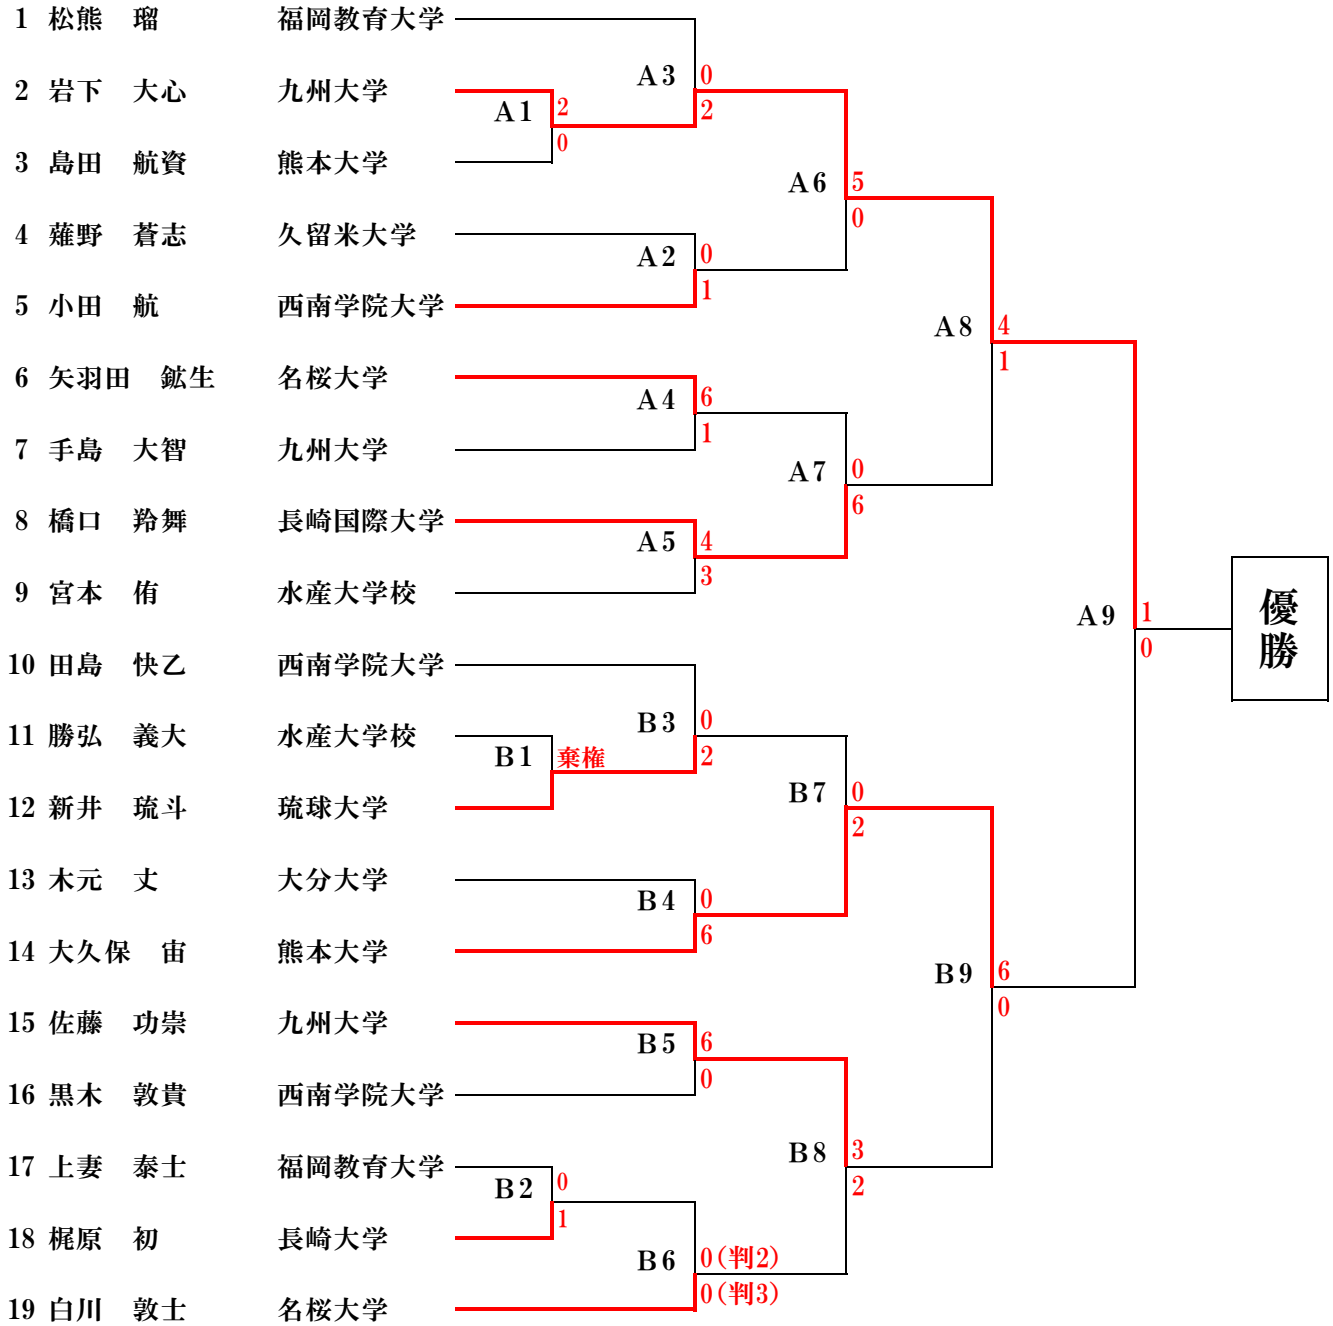 1 松熊 瑠 福岡教育大学
A3 0
2 岩下 大心 九州大学
A1 2 2
0
3 島田 航資 熊本大学
A6 5
0
4 薙野 蒼志 久留米大学
A2 0
1
5 小田 航 西南学院大学
A8 4
1
6 矢羽田 鉱生 名桜大学
A4 6
1
7 手島 大智 九州大学
A7 0
6
8 橋口 羚舞 長崎国際大学
A5 4
3
9 宮本 侑 水産大学校
A9 1
0
優勝
10 田島 快乙 西南学院大学
B3 0
11 勝弘 義大 水産大学校
B1 棄権 2
B7 0
12 新井 琉斗 琉球大学
2
13 木元 丈 大分大学
B4 0
6
14 大久保 宙 熊本大学
B9 6
0
15 佐藤 功崇 九州大学
B5 6
0
16 黒木 敦貴 西南学院大学
B8 3
17 上妻 泰士 福岡教育大学
B2 0 2
1
18 梶原 初 長崎大学
B6 0(判2)
0(判3)
19 白川 敦士 名桜大学